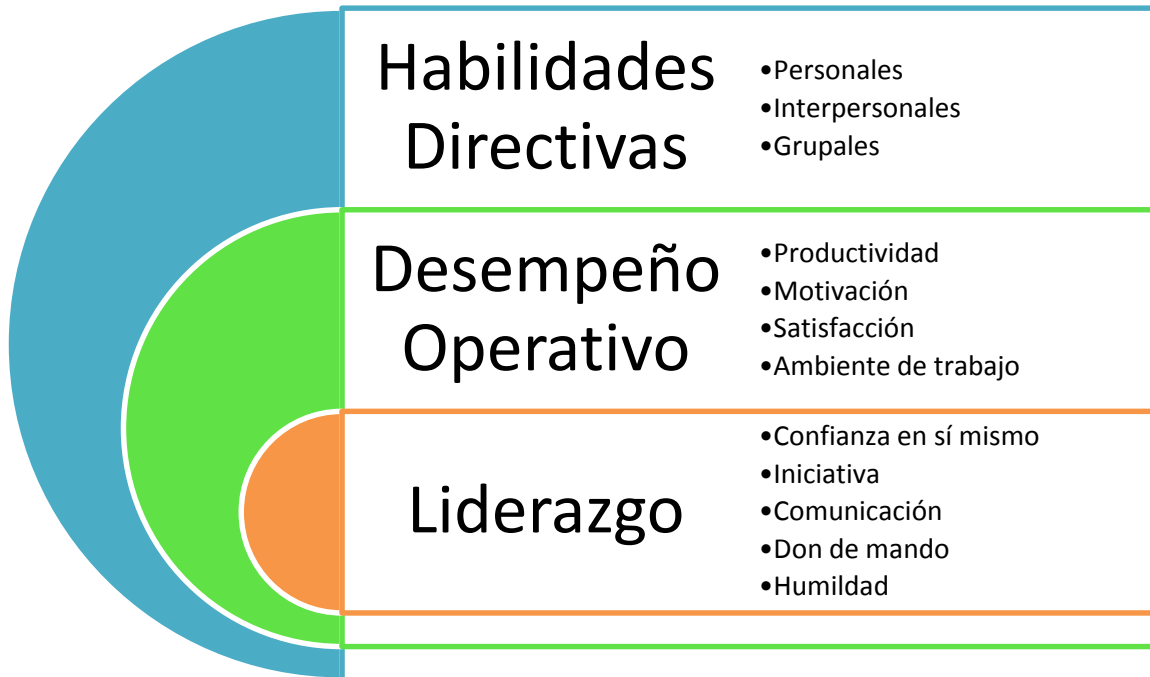 Habilidades
Directivas
•Personales
•Interpersonales
•Grupales
Desempeño
Operativo
•Productividad
•Motivación
•Satisfacción
•Ambiente de trabajo
Liderazgo
•Confianza en sí mismo
•Iniciativa
•Comunicación
•Don de mando
•Humildad